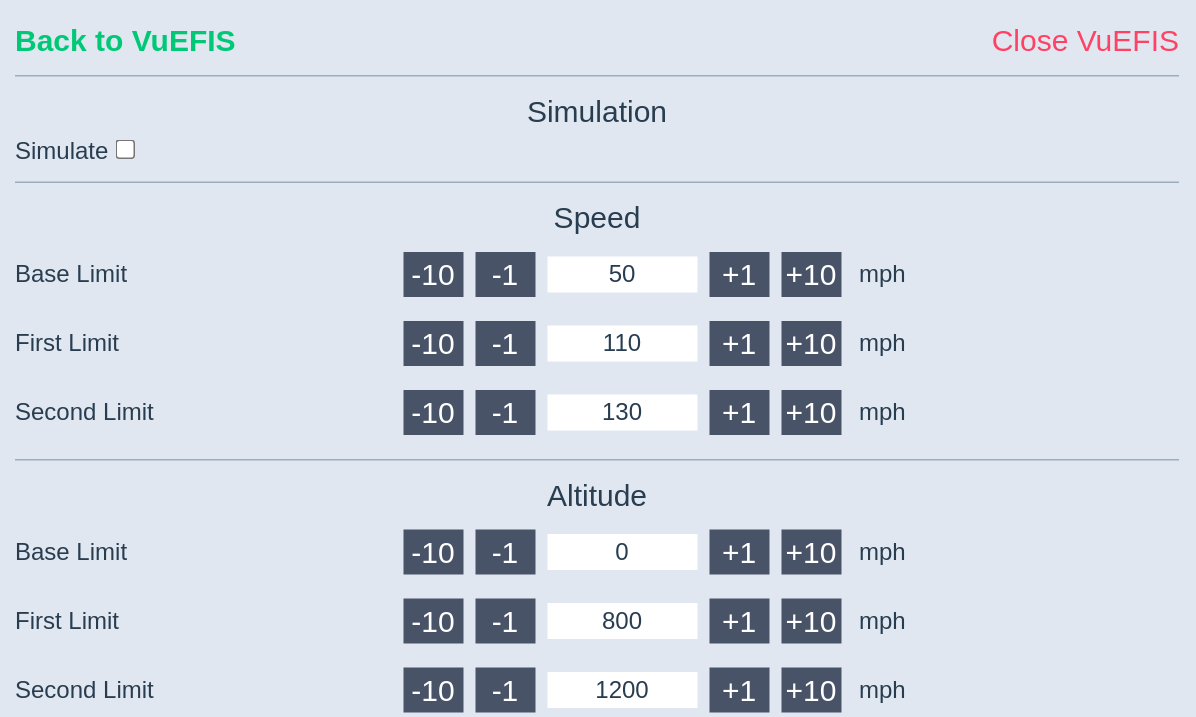 Back to VuEFIS Close VuEFIS
Simulation
Simulate
Speed
Base Limit -10 -1 50 +1 +10 mph
First Limit -10 -1 110 +1 +10 mph
Second Limit -10 -1 130 +1 +10 mph
Altitude
Base Limit -10 -1 0 +1 +10 mph
First Limit -10 -1 800 +1 +10 mph
Second Limit -10 -1 1200 +1 +10 mph